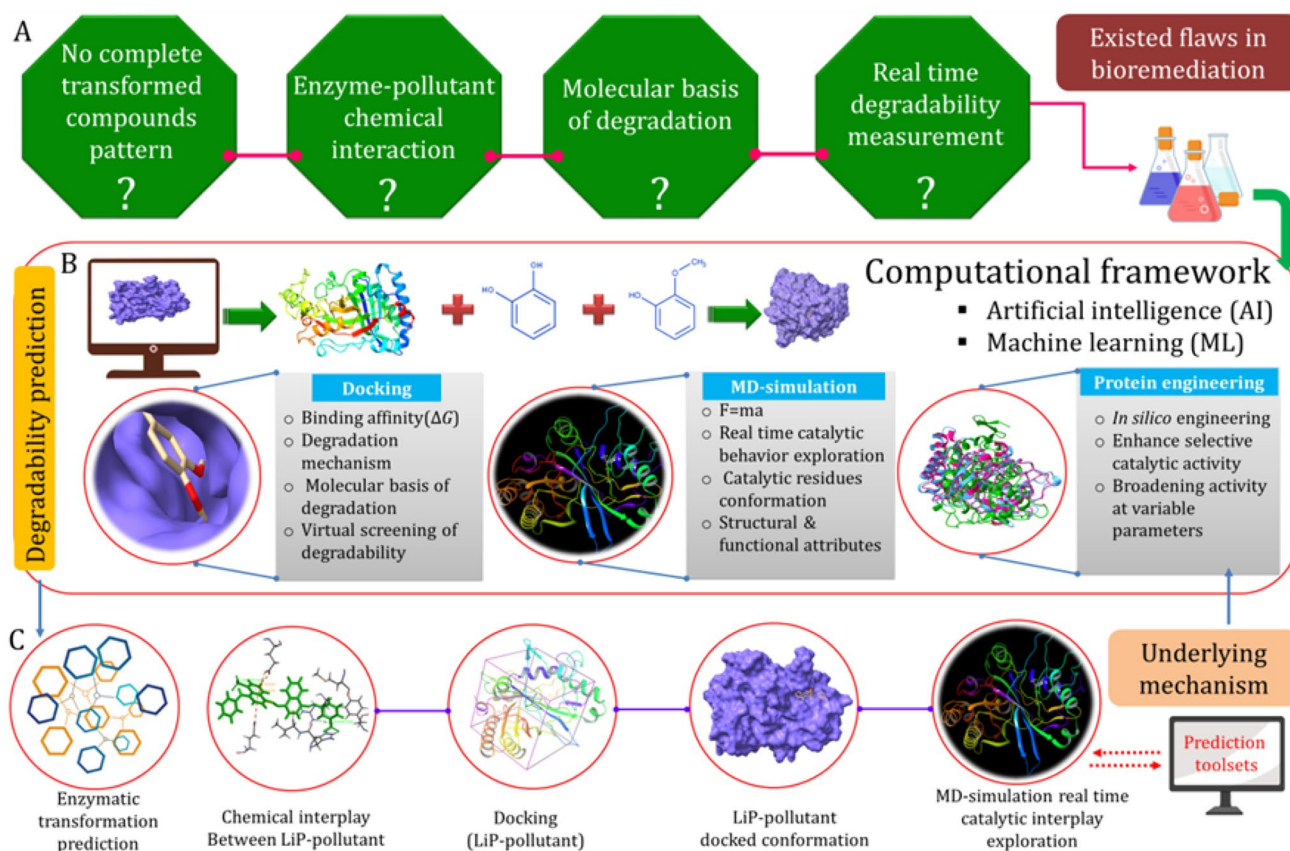 A
No complete
transformed
compounds
pattern
?
Enzyme-pollutant
chemical
interaction
?
Molecular basis
of degradation
?
Real time
degradability
measurement
?
Existed flaws in
bioremediation
Degradability prediction
B
OH
HO
CH₃
O
HO
Computational framework
▪ Artificial intelligence (AI)
▪ Machine learning (ML)
Docking
○ Binding affinity(ΔG)
○ Degradation
mechanism
○ Molecular basis of
degradation
○ Virtual screening of
degradability
MD-simulation
○ F=ma
○ Real time catalytic
behavior exploration
○ Catalytic residues
conformation
○ Structural &
functional attributes
Protein engineering
○ In silico engineering
○ Enhance selective
catalytic activity
○ Broadening activity
at variable
parameters
C
Enzymatic
transformation
prediction
Chemical interplay
Between LiP-pollutant
Docking
(LiP-pollutant)
LiP-pollutant
docked conformation
MD-simulation real time
catalytic interplay
exploration
Underlying
mechanism
Prediction
toolsets